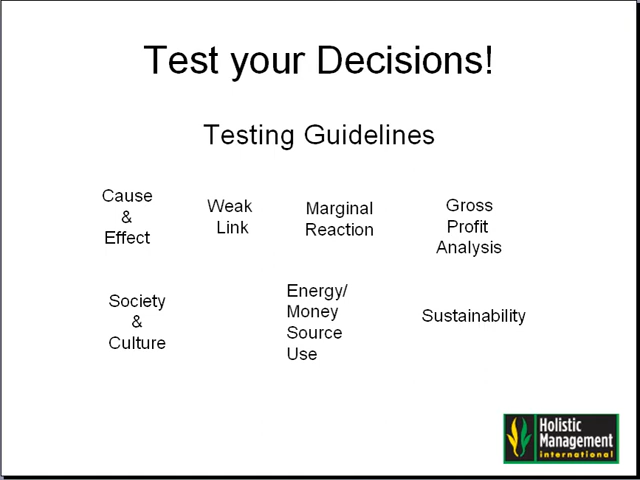 Test your Decisions!
Testing Guidelines
Cause
&
Effect
Weak
Link
Marginal
Reaction
Gross
Profit
Analysis
Society
&
Culture
Energy/
Money
Source
Use
Sustainability
Holistic
Management
international